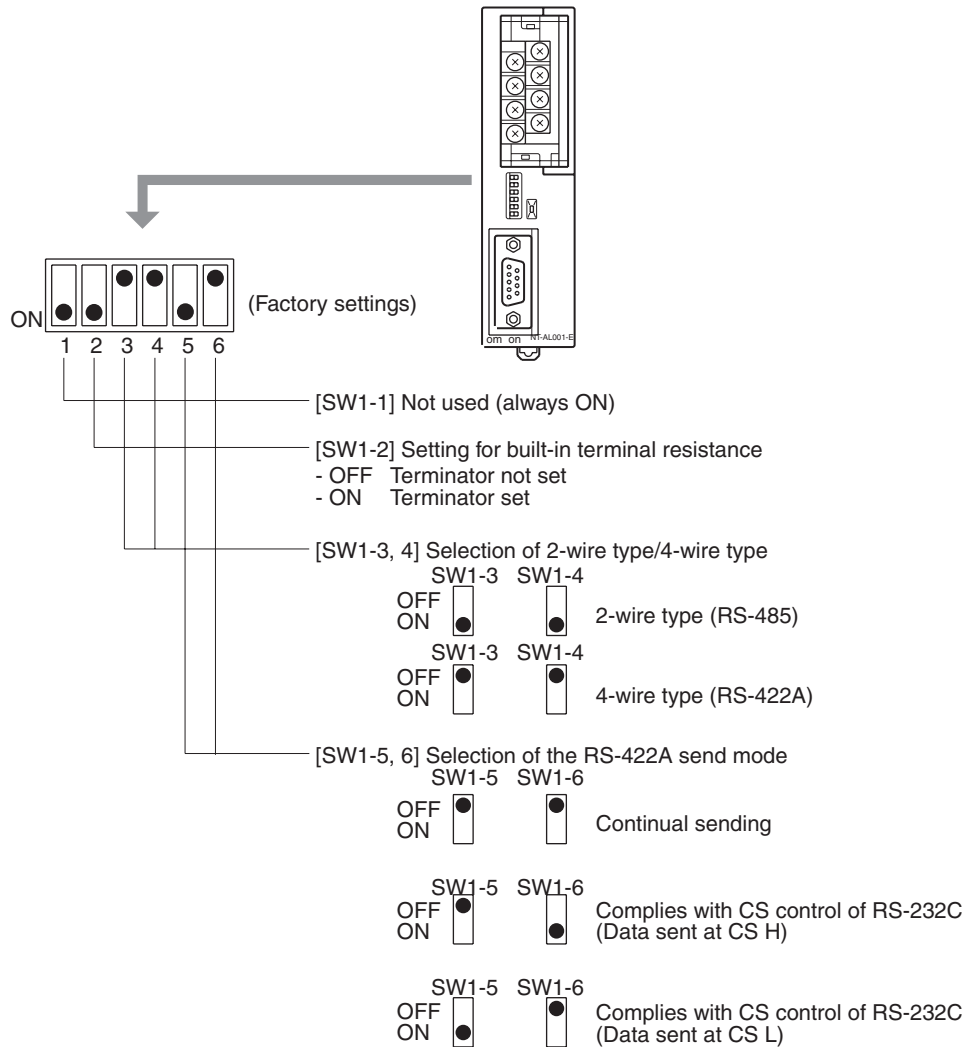 om on NT-AL001-E
ON (Factory settings)
1 2 3 4 5 6
[SW1-1] Not used (always ON)
[SW1-2] Setting for built-in terminal resistance
- OFF Terminator not set
- ON Terminator set
[SW1-3, 4] Selection of 2-wire type/4-wire type
SW1-3 SW1-4
OFF
ON 2-wire type (RS-485)
SW1-3 SW1-4
OFF
ON 4-wire type (RS-422A)
[SW1-5, 6] Selection of the RS-422A send mode
SW1-5 SW1-6
OFF
ON Continual sending
SW1-5 SW1-6
OFF Complies with CS control of RS-232C
ON (Data sent at CS H)
SW1-5 SW1-6
OFF Complies with CS control of RS-232C
ON (Data sent at CS L)